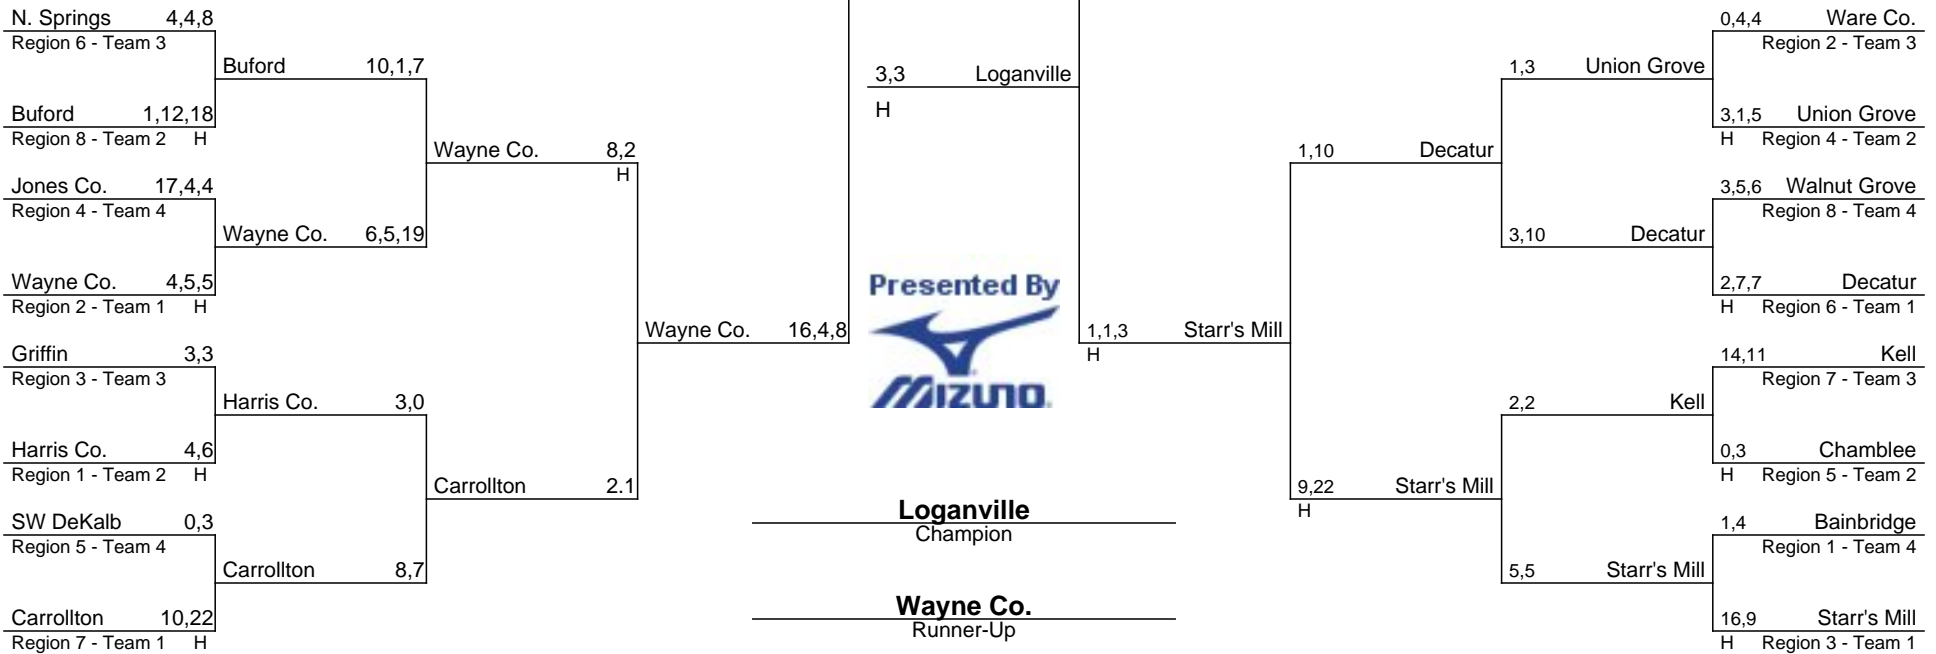 N. Springs 4,4,8
Region 6 - Team 3
Buford 10,1,7
Buford 1,12,18
Region 8 - Team 2 H
Wayne Co. 8,2
H
Jones Co. 17,4,4
Region 4 - Team 4
Wayne Co. 6,5,19
Wayne Co. 4,5,5
Region 2 - Team 1 H
Wayne Co. 16,4,8
Griffin 3,3
Region 3 - Team 3
Harris Co. 3,0
Harris Co. 4,6
Region 1 - Team 2 H
Carrollton 2.1
SW DeKalb 0,3
Region 5 - Team 4
Carrollton 8,7
Carrollton 10,22
Region 7 - Team 1 H
3,3 Loganville
H
Presented By
MIZUNO
Loganville
Champion
Wayne Co.
Runner-Up
0,4,4 Ware Co.
Region 2 - Team 3
1,3 Union Grove
3,1,5 Union Grove
H Region 4 - Team 2
1,10 Decatur
3,5,6 Walnut Grove
Region 8 - Team 4
3,10 Decatur
2,7,7 Decatur
H Region 6 - Team 1
1,1,3 Starr's Mill
H
14,11 Kell
Region 7 - Team 3
2,2 Kell
0,3 Chamblee
H Region 5 - Team 2
9,22 Starr's Mill
H
1,4 Bainbridge
Region 1 - Team 4
5,5 Starr's Mill
16,9 Starr's Mill
H Region 3 - Team 1